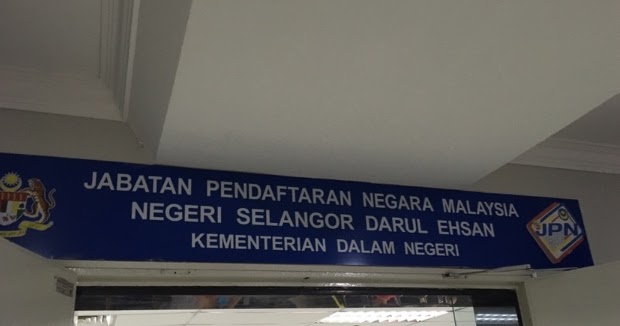 JABATAN PENDAFTARAN NEGARA MALAYSIA
NEGERI SELANGOR DARUL EHSAN
KEMENTERIAN DALAM NEGERI
JPN